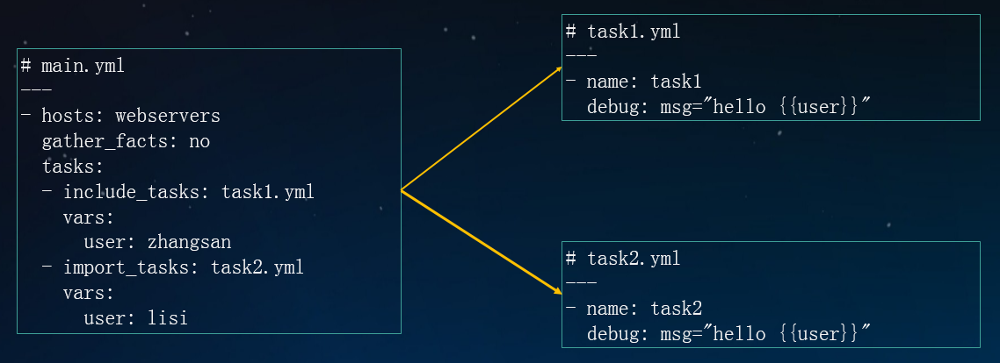 # main.yml
---
- hosts: webservers
  gather_facts: no
  tasks:
  - include_tasks: task1.yml
    vars:
      user: zhangsan
  - import_tasks: task2.yml
    vars:
      user: lisi
# task1.yml
---
- name: task1
  debug: msg="hello {{user}}"
# task2.yml
---
- name: task2
  debug: msg="hello {{user}}"